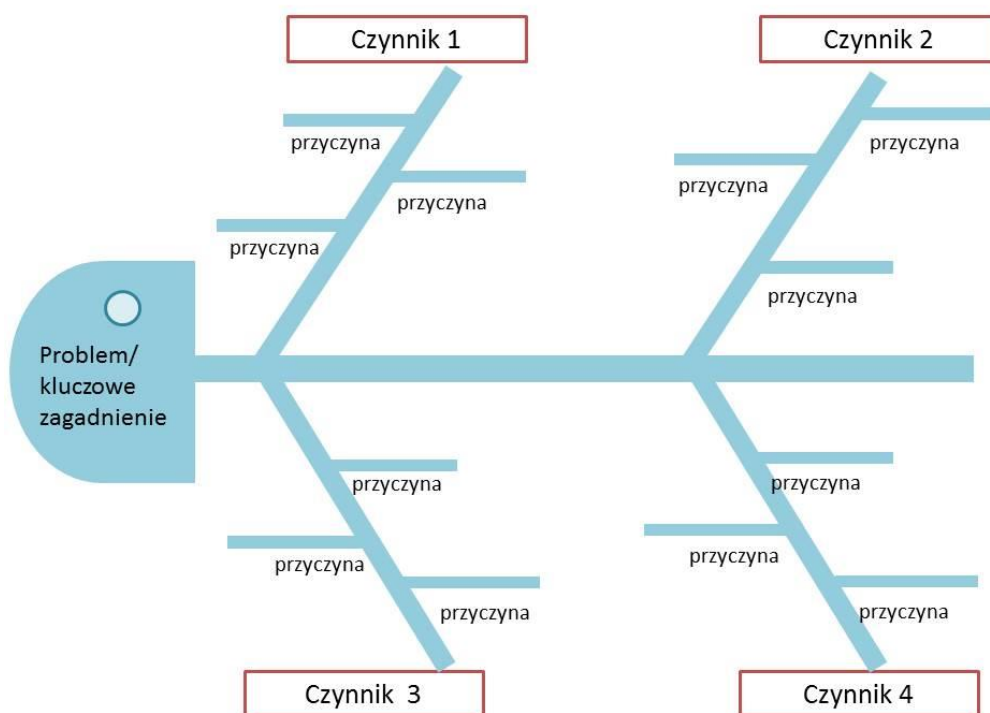 Czynnik 1
Czynnik 2
przyczyna
przyczyna
przyczyna
przyczyna
przyczyna
przyczyna
Problem/
kluczowe
zagadnienie
przyczyna
przyczyna
przyczyna
przyczyna
przyczyna
przyczyna
Czynnik  3
Czynnik 4